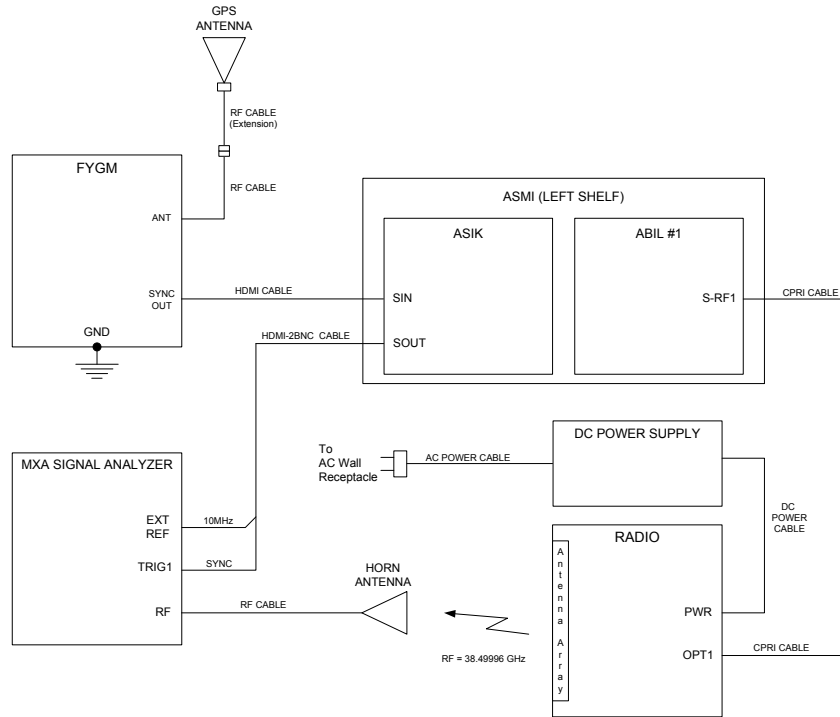 GPS
ANTENNA
RF CABLE
(Extension)
RF CABLE
FYGM
ANT
SYNC
OUT
GND
HDMI CABLE
HDMI-2BNC CABLE
ASMI (LEFT SHELF)
ASIK
SIN
SOUT
ABIL #1
S-RF1
CPRI CABLE
MXA SIGNAL ANALYZER
EXT
REF
10MHz
TRIG1
SYNC
RF
RF CABLE
HORN
ANTENNA
To
AC Wall
Receptacle
AC POWER CABLE
DC POWER SUPPLY
DC
POWER
CABLE
RADIO
Antenna Array
PWR
OPT1
CPRI CABLE
RF = 38.49996 GHz